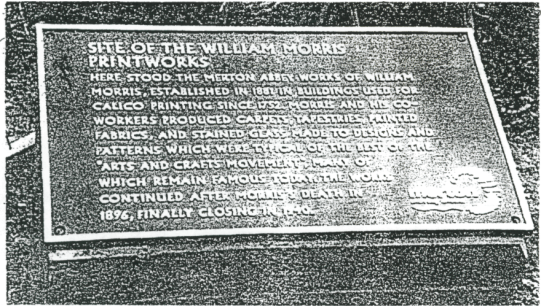 SITE OF THE WILLIAM MORRIS
PRINTWORKS
HERE STOOD THE MERTON ABBEY WORKS OF WILLIAM
MORRIS, ESTABLISHED IN 1881 IN BUILDINGS USED FOR
CALICO PRINTING SINCE 1752. MORRIS AND HIS CO-
WORKERS PRODUCED CARPETS, TAPESTRIES, PRINTED
FABRICS, AND STAINED GLASS MADE TO DESIGNS AND
PATTERNS WHICH WERE TYPICAL OF THE BEST OF THE
"ARTS AND CRAFTS MOVEMENT", MANY OF
WHICH REMAIN FAMOUS TODAY. THE WORKS
CONTINUED AFTER MORRIS'S DEATH IN
1896, FINALLY CLOSING IN 1940.
merton